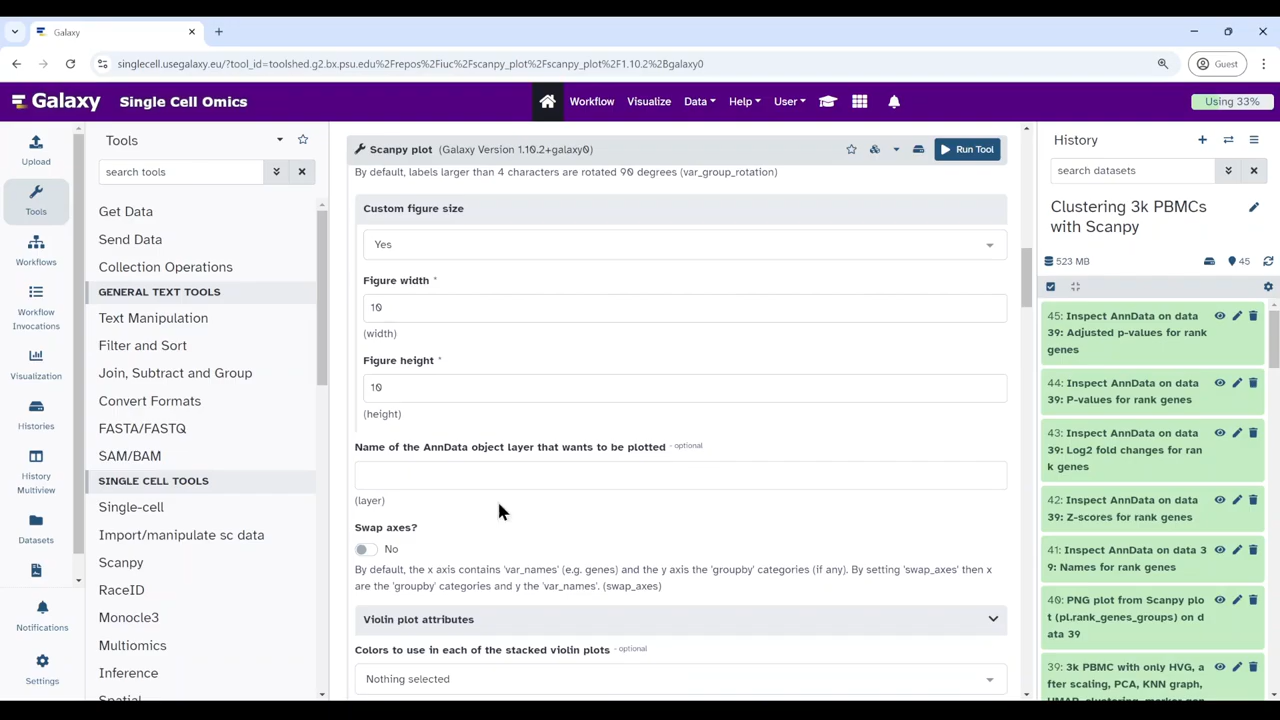 Galaxy
singlecell.usegalaxy.eu/?tool_id=toolshed.g2.bx.psu.edu%2Frepos%2Fiuc%2Fscanpy_plot%2Fscanpy_plot%2F1.10.2%2Bgalaxy0
Guest
Galaxy
Single Cell Omics
Workflow
Visualize
Data
Help
User
Using 33%
Upload
Tools
Workflows
Workflow
Invocations
Visualization
Histories
History
Multiview
Datasets
Notifications
Settings
Tools
search tools
Get Data
Send Data
Collection Operations
GENERAL TEXT TOOLS
Text Manipulation
Filter and Sort
Join, Subtract and Group
Convert Formats
FASTA/FASTQ
SAM/BAM
SINGLE CELL TOOLS
Single-cell
Import/manipulate sc data
Scanpy
RaceID
Monocle3
Multiomics
Inference
Spatial
Scanpy plot (Galaxy Version 1.10.2+galaxy0)
Run Tool
By default, labels larger than 4 characters are rotated 90 degrees (var_group_rotation)
Custom figure size
Yes
Figure width *
10
(width)
Figure height *
10
(height)
Name of the AnnData object layer that wants to be plotted - optional
(layer)
Swap axes?
No
By default, the x axis contains 'var_names' (e.g. genes) and the y axis the 'groupby' categories (if any). By setting 'swap_axes' then x
are the 'groupby' categories and y the 'var_names'. (swap_axes)
Violin plot attributes
Colors to use in each of the stacked violin plots - optional
Nothing selected
History
search datasets
Clustering 3k PBMCs
with Scanpy
523 MB
45
45: Inspect AnnData on data
39: Adjusted p-values for rank
genes
44: Inspect AnnData on data
39: P-values for rank genes
43: Inspect AnnData on data
39: Log2 fold changes for ran
k genes
42: Inspect AnnData on data
39: Z-scores for rank genes
41: Inspect AnnData on data 3
9: Names for rank genes
40: PNG plot from Scanpy plo
t (pl.rank_genes_groups) on d
ata 39
39: 3k PBMC with only HVG, a
fter scaling, PCA, KNN graph,
UMAP, clustering, marker gen